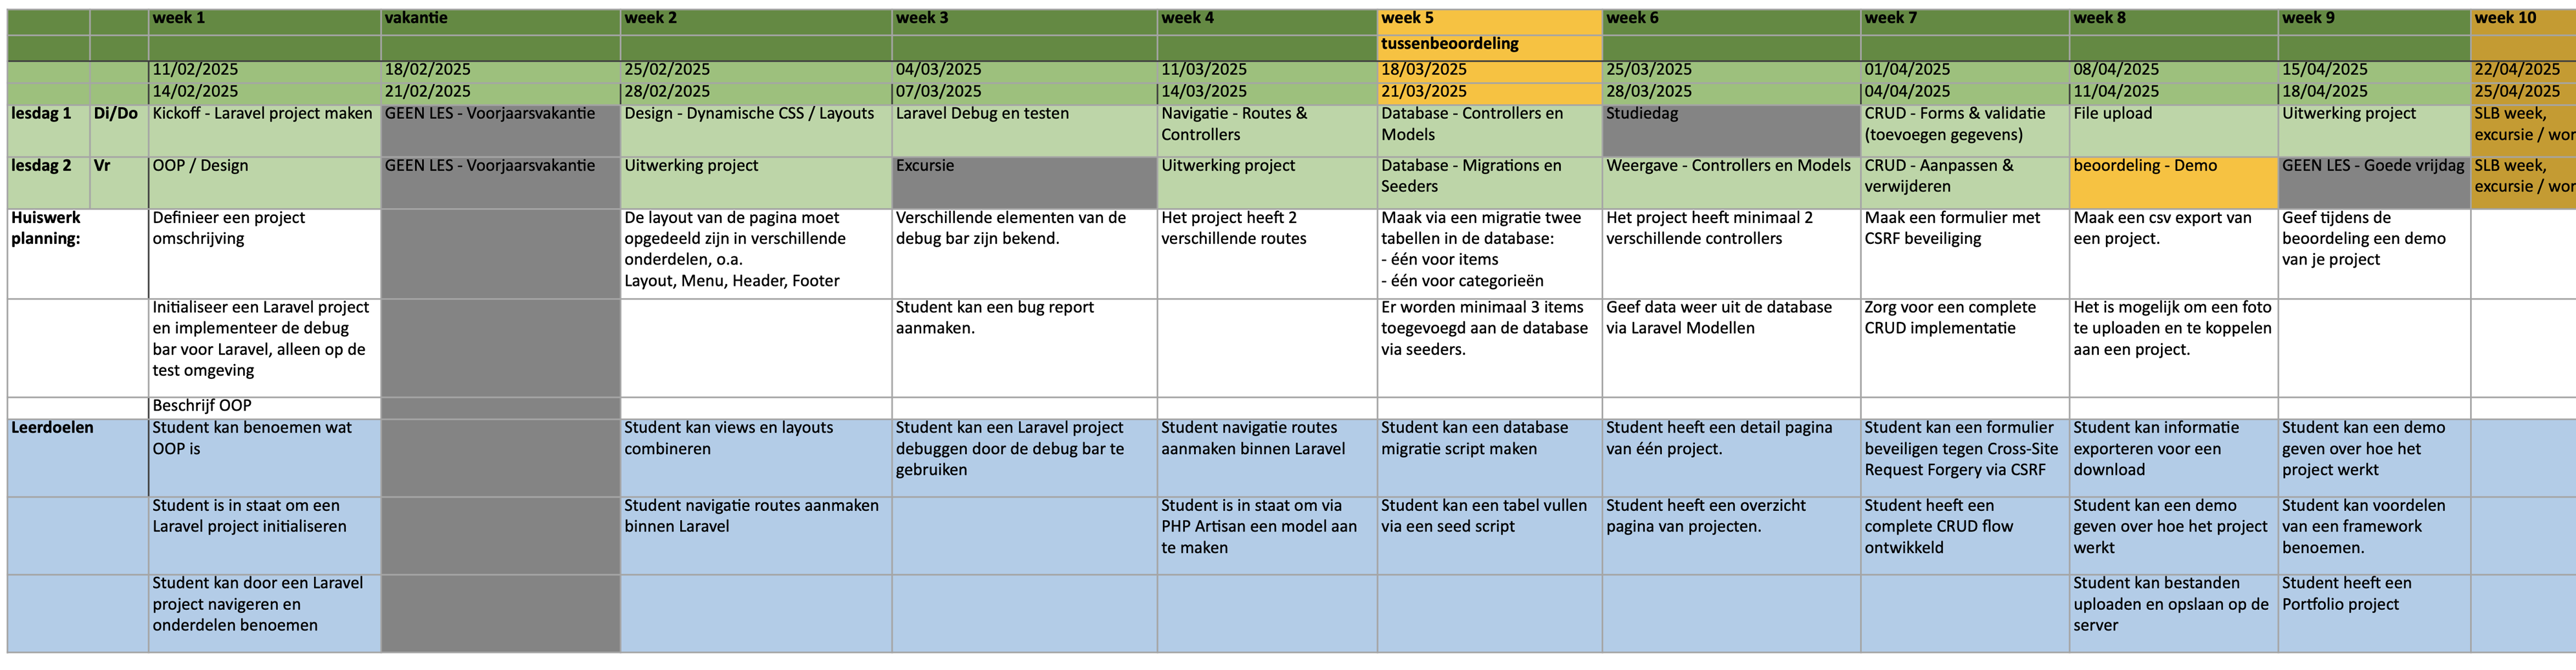 week 1 vakantie week 2 week 3 week 4 week 5 week 6 week 7 week 8 week 9 week 10
tussenbeoordeling
11/02/2025 18/02/2025 25/02/2025 04/03/2025 11/03/2025 18/03/2025 25/03/2025 01/04/2025 08/04/2025 15/04/2025 22/04/2025
14/02/2025 21/02/2025 28/02/2025 07/03/2025 14/03/2025 21/03/2025 28/03/2025 04/04/2025 11/04/2025 18/04/2025 25/04/2025
lesdag 1 Di/Do Kickoff - Laravel project maken GEEN LES - Voorjaarsvakantie Design - Dynamische CSS / Layouts Laravel Debug en testen Navigatie - Routes & Database - Controllers en Studiedag CRUD - Forms & validatie File upload Uitwerking project SLB week,
Controllers Models (toevoegen gegevens) excursie / wor
lesdag 2 Vr OOP / Design GEEN LES - Voorjaarsvakantie Uitwerking project Excursie Uitwerking project Database - Migrations en Weergave - Controllers en Models CRUD - Aanpassen & beoordeling - Demo GEEN LES - Goede vrijdag SLB week,
Seeders verwijderen excursie / wor
Huiswerk Definieer een project De layout van de pagina moet Verschillende elementen van de Het project heeft 2 Maak via een migratie twee Het project heeft minimaal 2 Maak een formulier met Maak een csv export van Geef tijdens de
planning: omschrijving opgedeeld zijn in verschillende debug bar zijn bekend. verschillende routes tabellen in de database: verschillende controllers CSRF beveiliging een project. beoordeling een demo
onderdelen, o.a. - één voor items van je project
Layout, Menu, Header, Footer - één voor categorieën
Initialiseer een Laravel project Student kan een bug report Er worden minimaal 3 items Geef data weer uit de database Zorg voor een complete Het is mogelijk om een foto
en implementeer de debug aanmaken. toegevoegd aan de database via Laravel Modellen CRUD implementatie te uploaden en te koppelen
bar voor Laravel, alleen op de via seeders. aan een project.
test omgeving
Beschrijf OOP
Leerdoelen Student kan benoemen wat Student kan views en layouts Student kan een Laravel project Student navigatie routes Student kan een database Student heeft een detail pagina Student kan een formulier Student kan informatie Student kan een demo
OOP is combineren debuggen door de debug bar te aanmaken binnen Laravel migratie script maken van één project. beveiligen tegen Cross-Site exporteren voor een geven over hoe het
gebruiken Request Forgery via CSRF download project werkt
Student is in staat om een Student navigatie routes aanmaken Student is in staat om via Student kan een tabel vullen Student heeft een overzicht Student heeft een Student kan een demo Student kan voordelen
Laravel project initialiseren binnen Laravel PHP Artisan een model aan via een seed script pagina van projecten. complete CRUD flow geven over hoe het project van een framework
te maken ontwikkeld werkt benoemen.
Student kan door een Laravel Student kan bestanden Student heeft een
project navigeren en uploaden en opslaan op de Portfolio project
onderdelen benoemen server